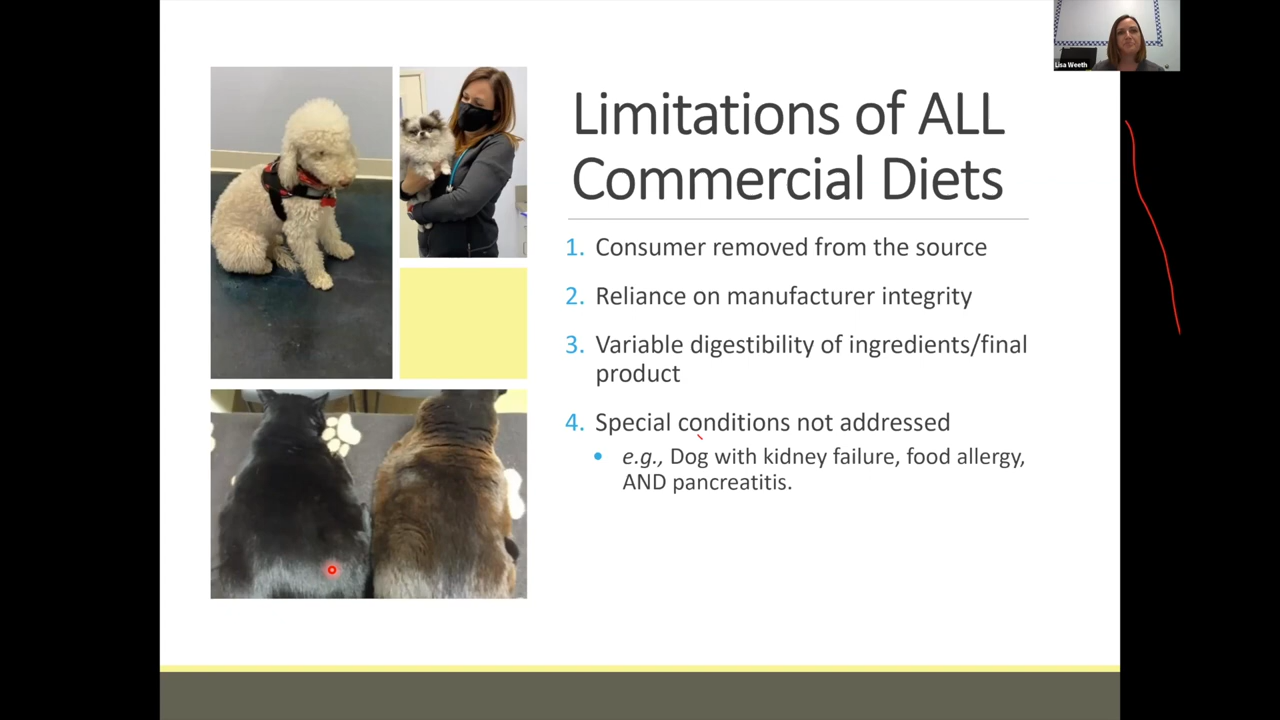 Lisa Weeth
Limitations of ALL
Commercial Diets
1. Consumer removed from the source
2. Reliance on manufacturer integrity
3. Variable digestibility of ingredients/final
product
4. Special conditions not addressed
• e.g., Dog with kidney failure, food allergy,
AND pancreatitis.